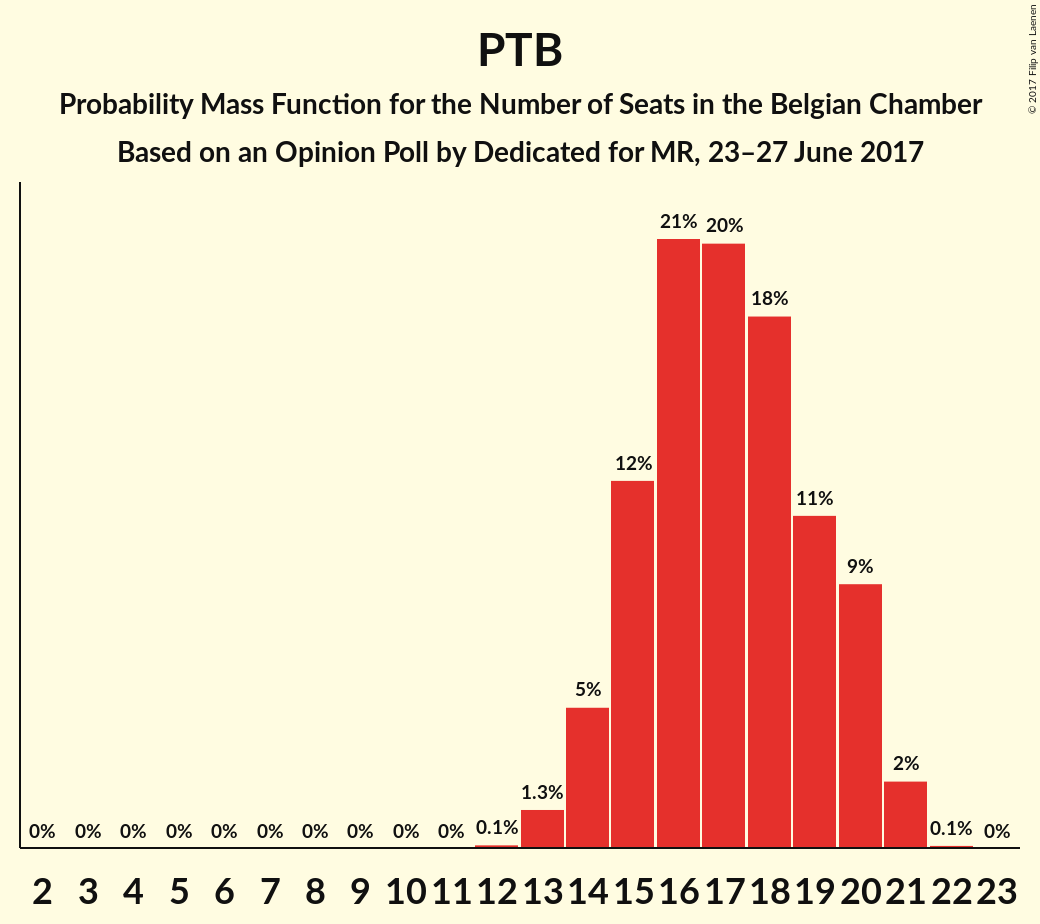 PTB
Probability Mass Function for the Number of Seats in the Belgian Chamber
Based on an Opinion Poll by Dedicated for MR, 23–27 June 2017
© 2017 Filip van Laenen
0% 0% 0% 0% 0% 0% 0% 0% 0% 0% 0.1% 1.3% 5% 12% 21% 20% 18% 11% 9% 2% 0.1% 0%
2 3 4 5 6 7 8 9 10 11 12 13 14 15 16 17 18 19 20 21 22 23